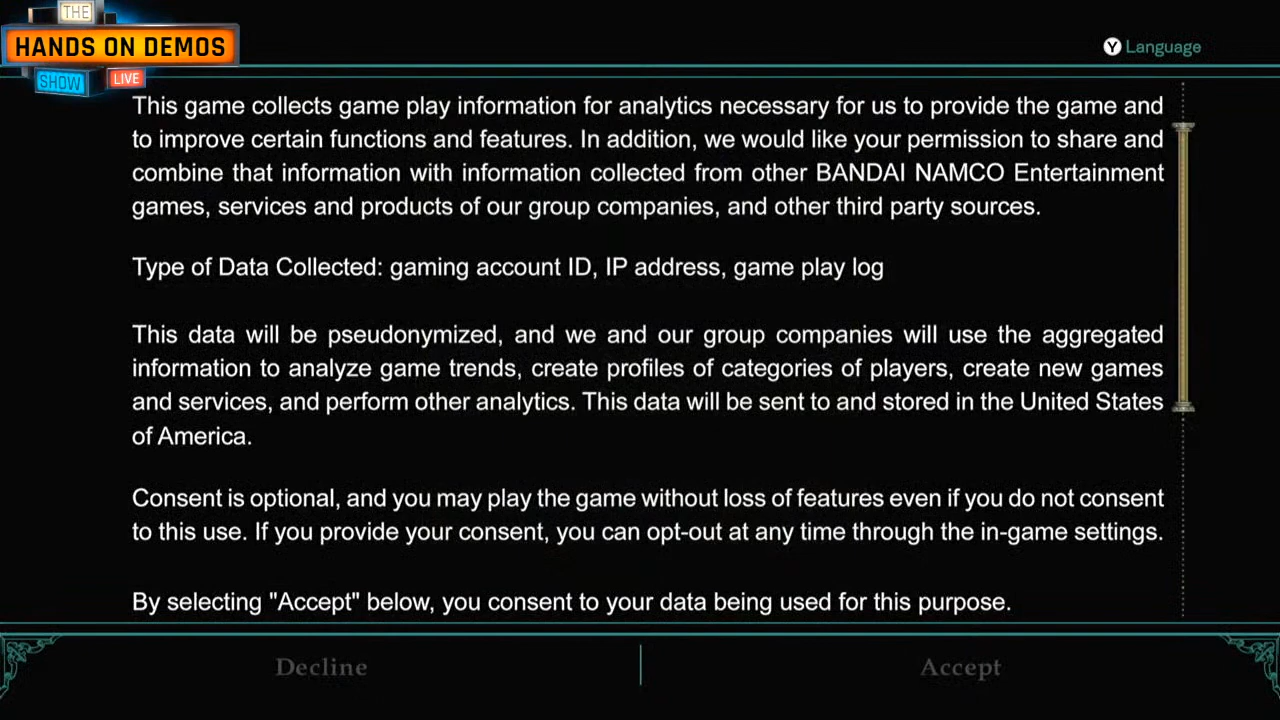 THE
HANDS ON DEMOS
SHOW LIVE
Y Language
This game collects game play information for analytics necessary for us to provide the game and
to improve certain functions and features. In addition, we would like your permission to share and
combine that information with information collected from other BANDAI NAMCO Entertainment
games, services and products of our group companies, and other third party sources.
Type of Data Collected: gaming account ID, IP address, game play log
This data will be pseudonymized, and we and our group companies will use the aggregated
information to analyze game trends, create profiles of categories of players, create new games
and services, and perform other analytics. This data will be sent to and stored in the United States
of America.
Consent is optional, and you may play the game without loss of features even if you do not consent
to this use. If you provide your consent, you can opt-out at any time through the in-game settings.
By selecting "Accept" below, you consent to your data being used for this purpose.
Decline Accept